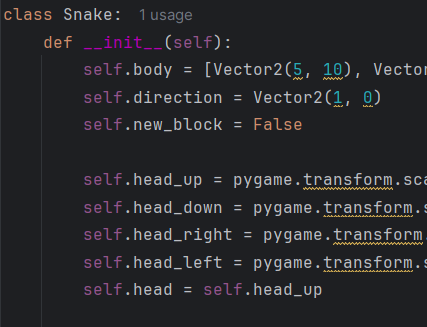 class Snake: 1 usage
def __init__(self):
self.body = [Vector2(5, 10), Vector
self.direction = Vector2(1, 0)
self.new_block = False
self.head_up = pygame.transform.sca
self.head_down = pygame.transform.s
self.head_right = pygame.transform.
self.head_left = pygame.transform.s
self.head = self.head_up